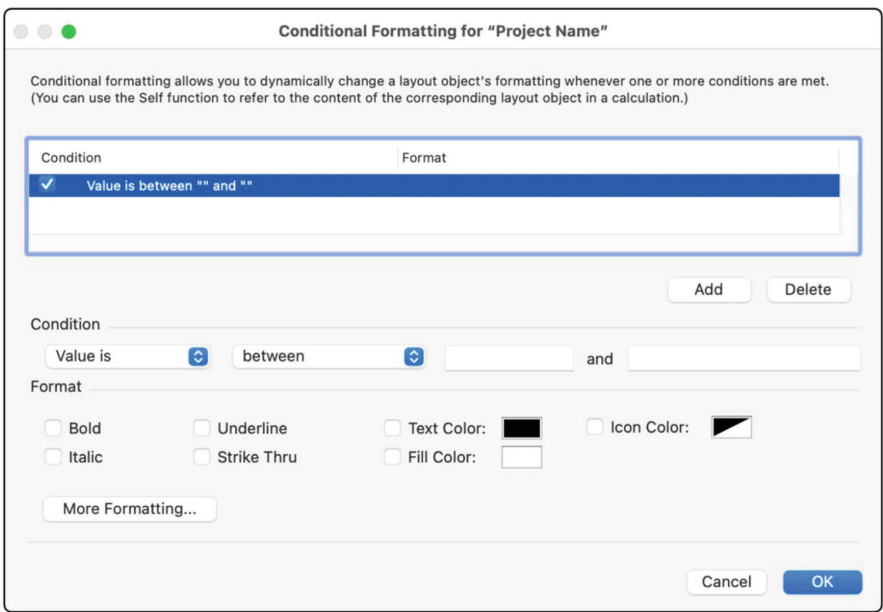 Conditional Formatting for “Project Name”
Conditional formatting allows you to dynamically change a layout object's formatting whenever one or more conditions are met.
(You can use the Self function to refer to the content of the corresponding layout object in a calculation.)
Condition Format
Value is between "" and ""
Add Delete
Condition
Value is between and
Format
Bold Underline Text Color: Icon Color:
Italic Strike Thru Fill Color:
More Formatting...
Cancel OK